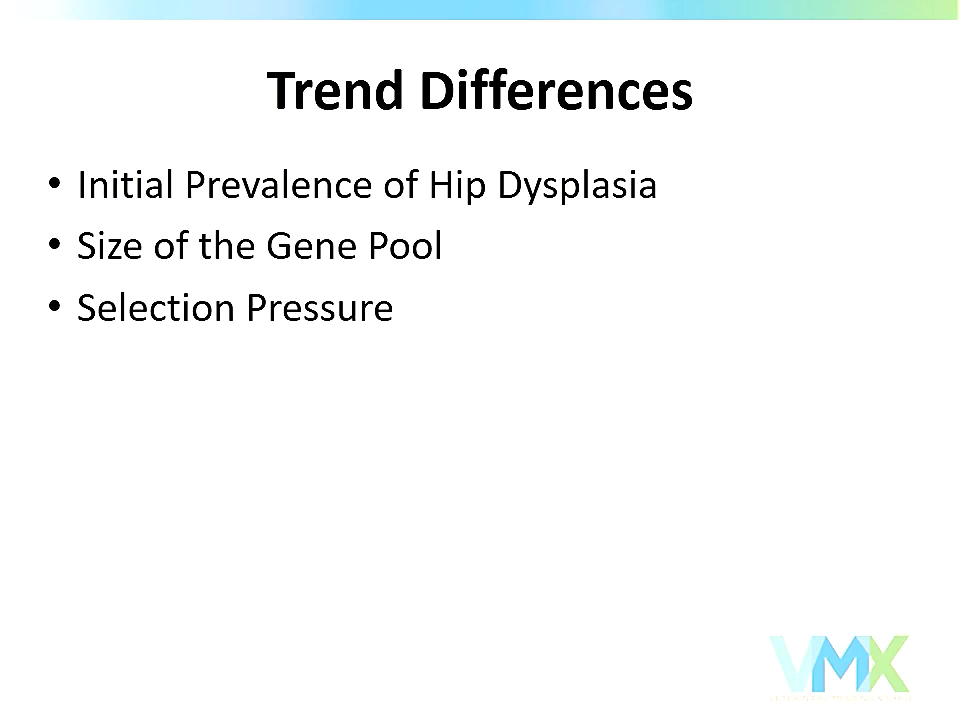 Trend Differences
• Initial Prevalence of Hip Dysplasia
• Size of the Gene Pool
• Selection Pressure
VMX